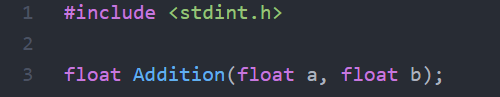 1 #include <stdint.h>
2
3 float Addition(float a, float b);